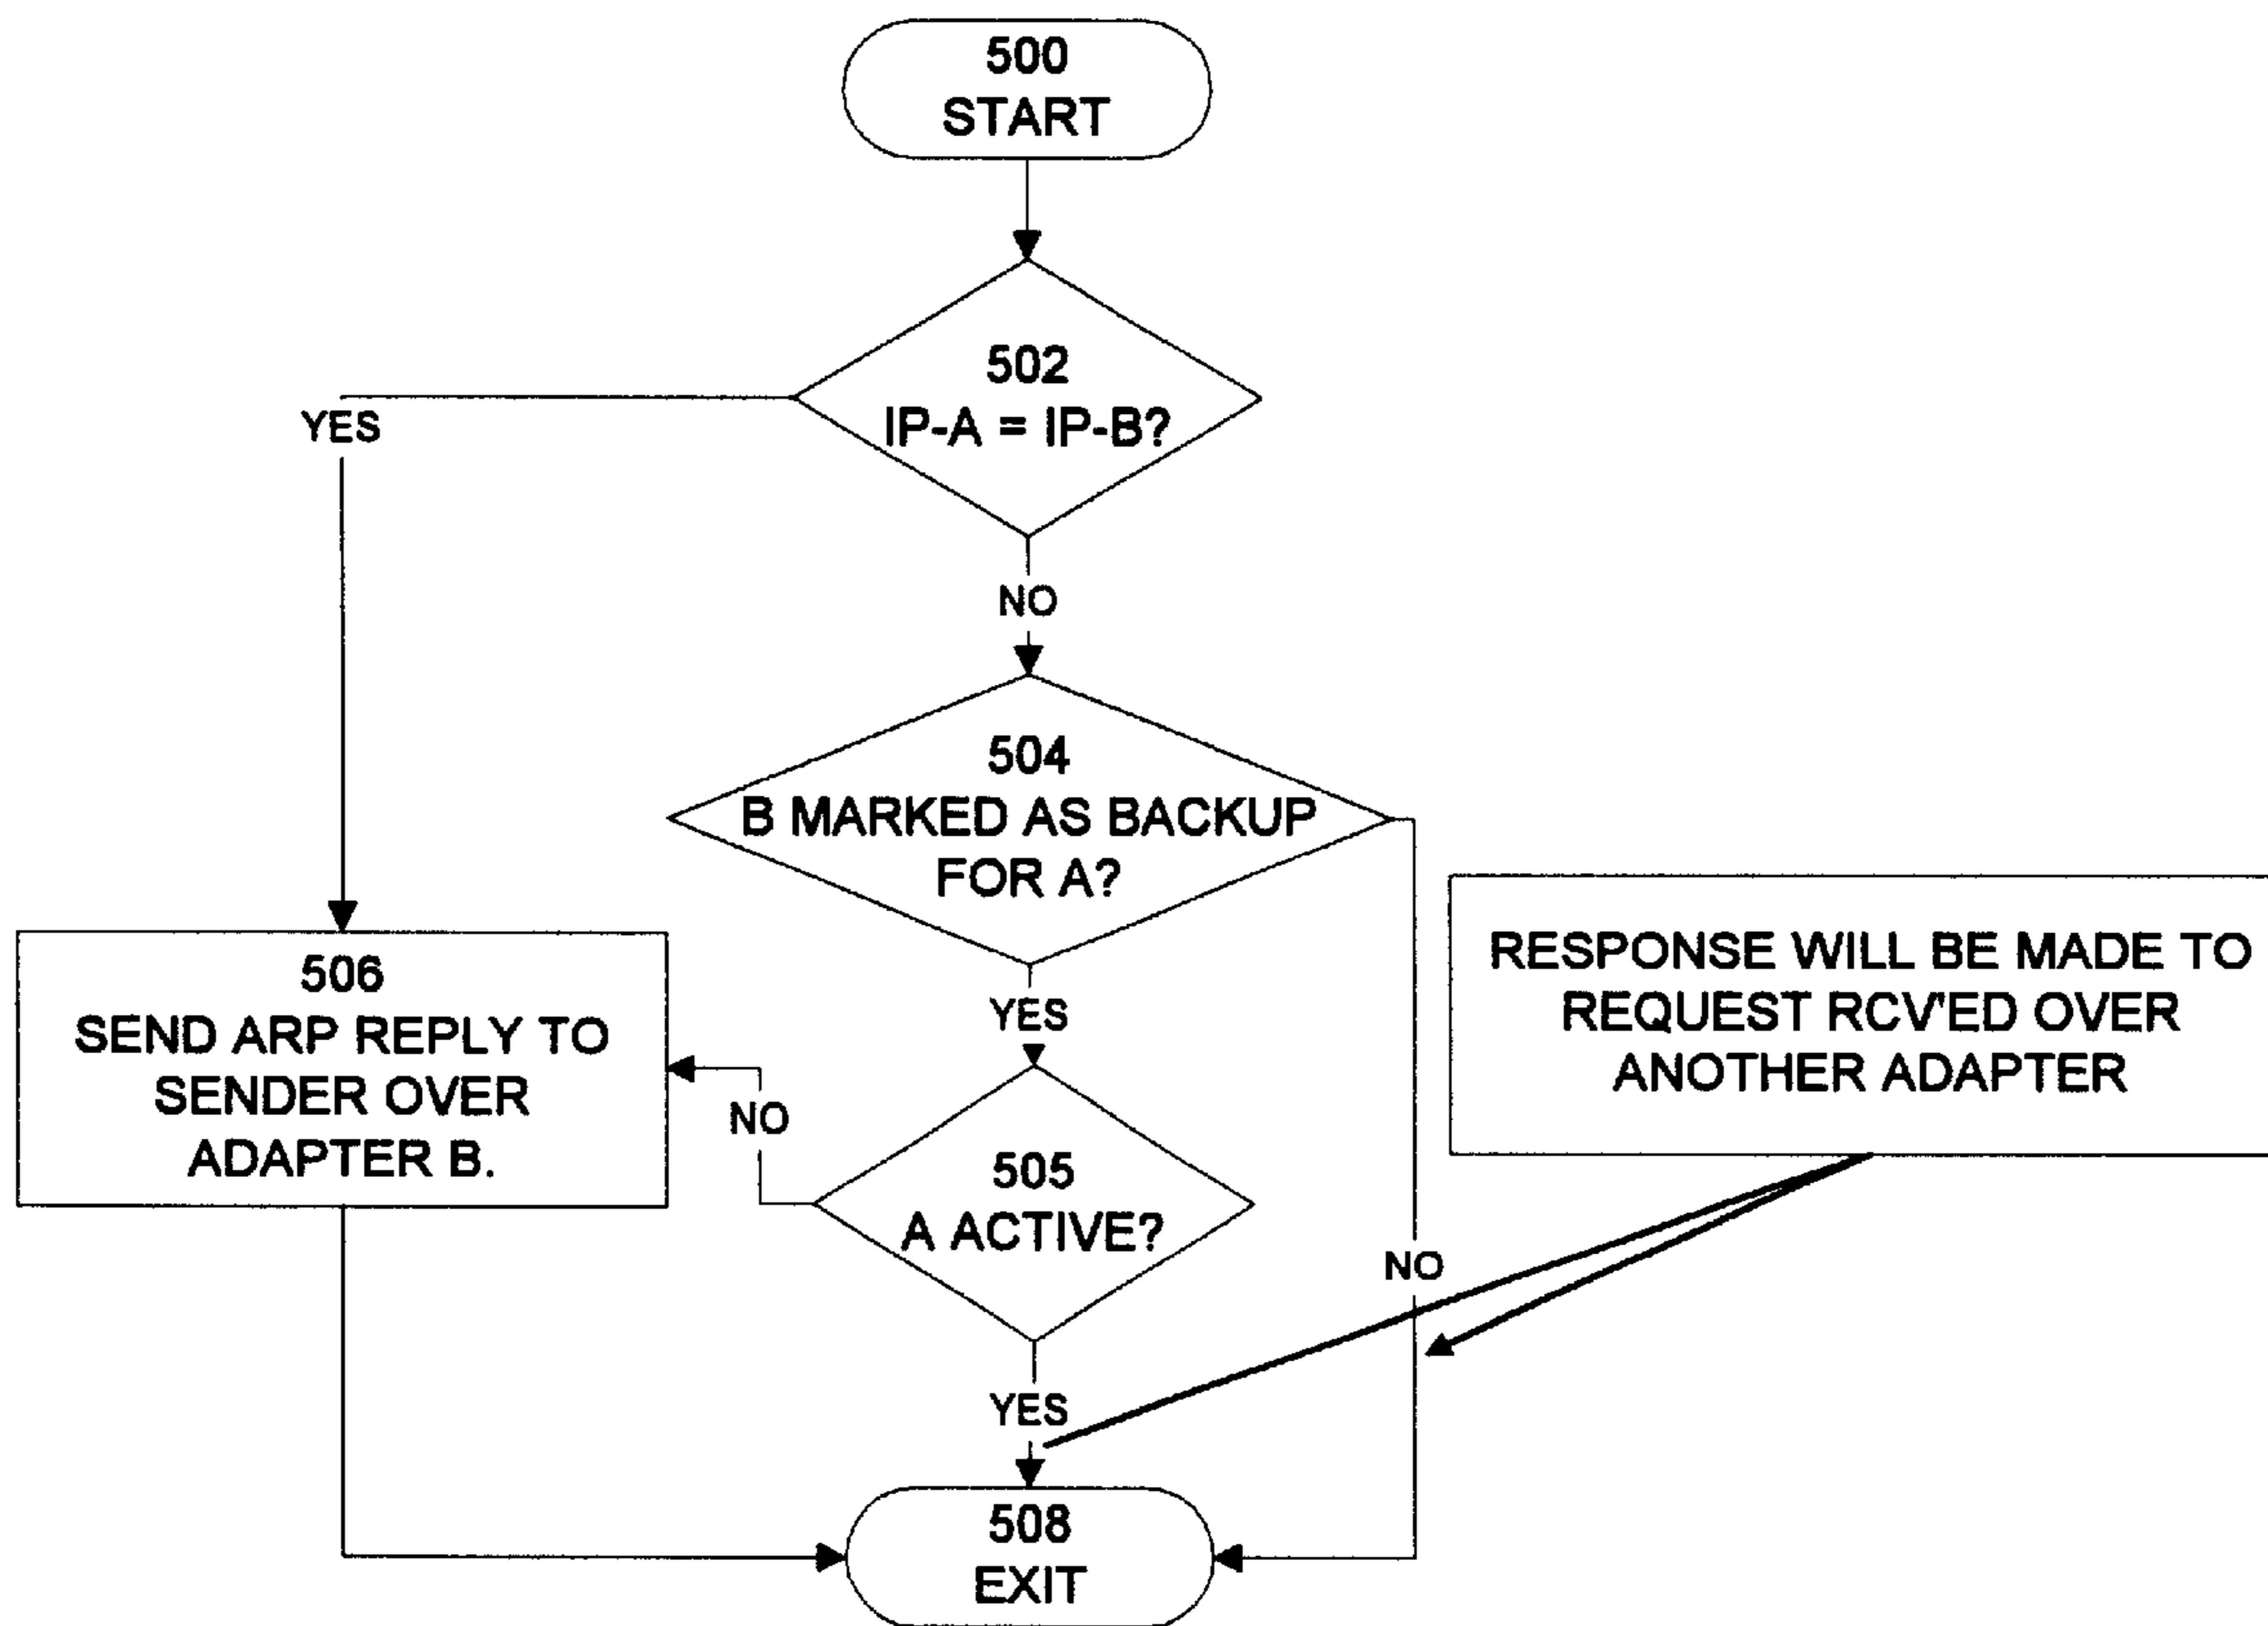 500
START
502
IP-A = IP-B?
YES
NO
504
B MARKED AS BACKUP
FOR A?
YES
NO
506
SEND ARP REPLY TO
SENDER OVER
ADAPTER B.
NO
505
A ACTIVE?
YES
RESPONSE WILL BE MADE TO
REQUEST RCV'ED OVER
ANOTHER ADAPTER
508
EXIT